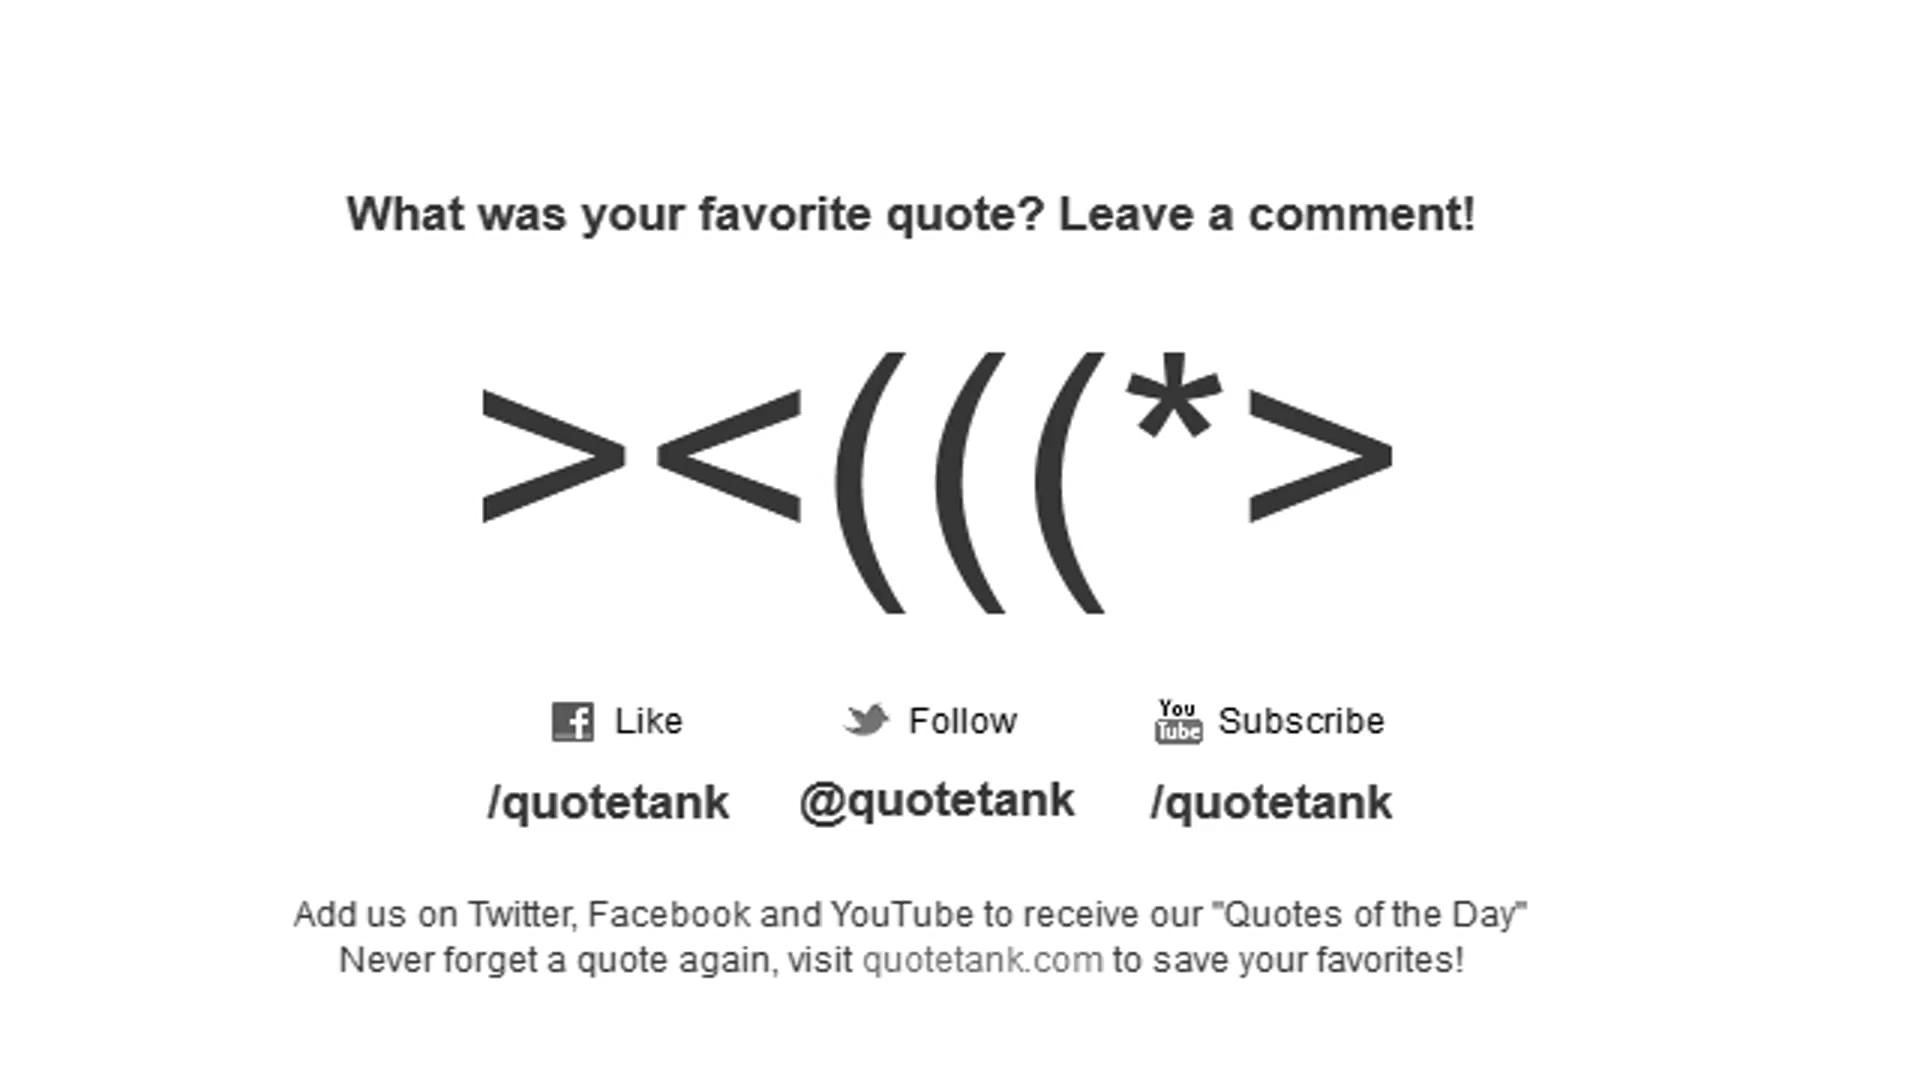 What was your favorite quote? Leave a comment!
><(((*>
f Like Follow You Tube Subscribe
/quotetank @quotetank /quotetank
Add us on Twitter, Facebook and YouTube to receive our "Quotes of the Day"
Never forget a quote again, visit quotetank.com to save your favorites!